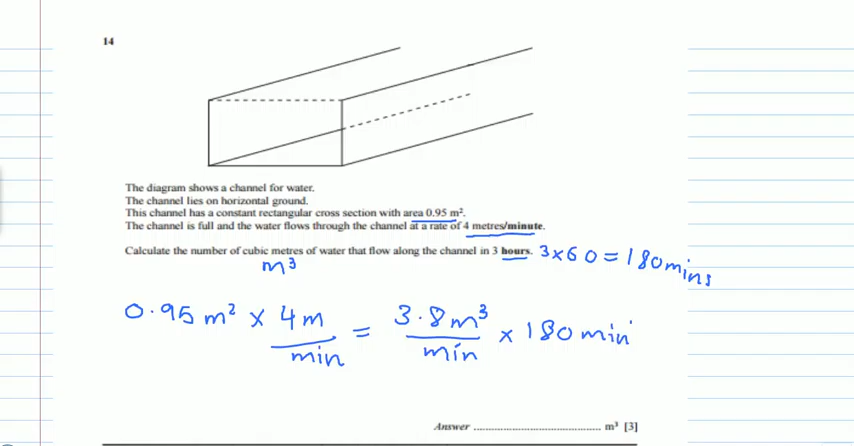 14
The diagram shows a channel for water.
The channel lies on horizontal ground.
This channel has a constant rectangular cross section with area 0.95 m².
The channel is full and the water flows through the channel at a rate of 4 metres/minute.
Calculate the number of cubic metres of water that flow along the channel in 3 hours. 3×60=180mins
m³
0.95 m² × 4m/min = 3.8m³/min × 180 min
Answer ............................................ m³ [3]